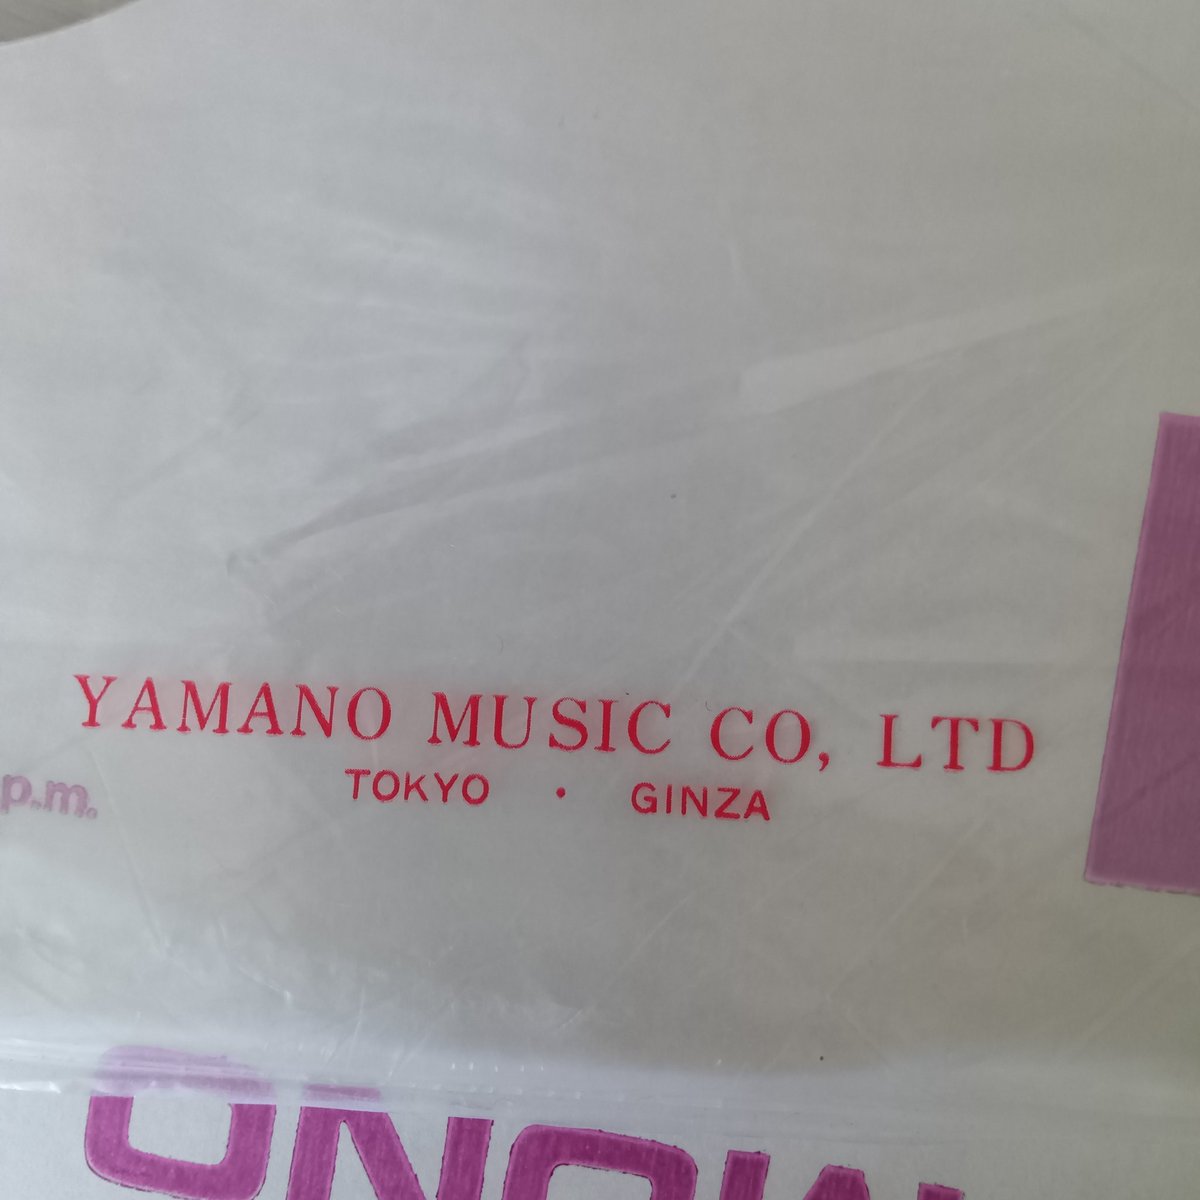 YAMANO MUSIC CO, LTD
TOKYO · GINZA
p.m.